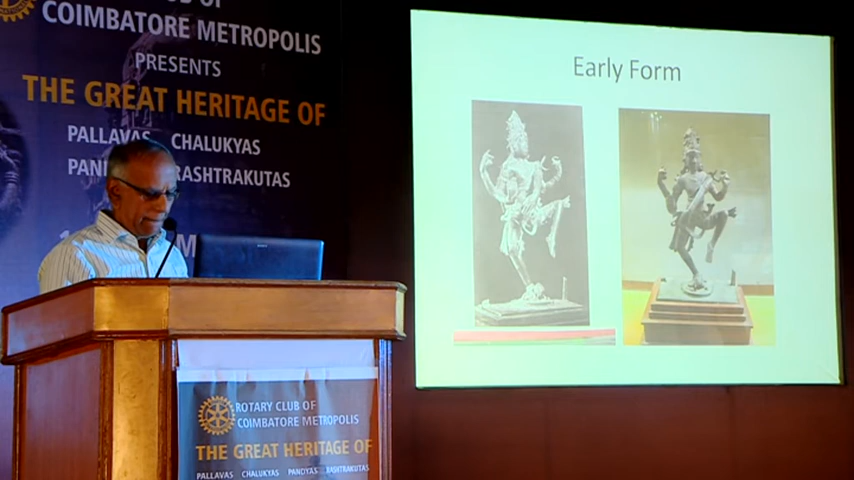 COIMBATORE METROPOLIS
PRESENTS
THE GREAT HERITAGE OF
PALLAVAS CHALUKYAS
RASHTRAKUTAS
Early Form
SONY
ROTARY CLUB OF
COIMBATORE METROPOLIS
THE GREAT HERITAGE OF
PALLAVAS CHALUKYAS PANDYAS RASHTRAKUTAS